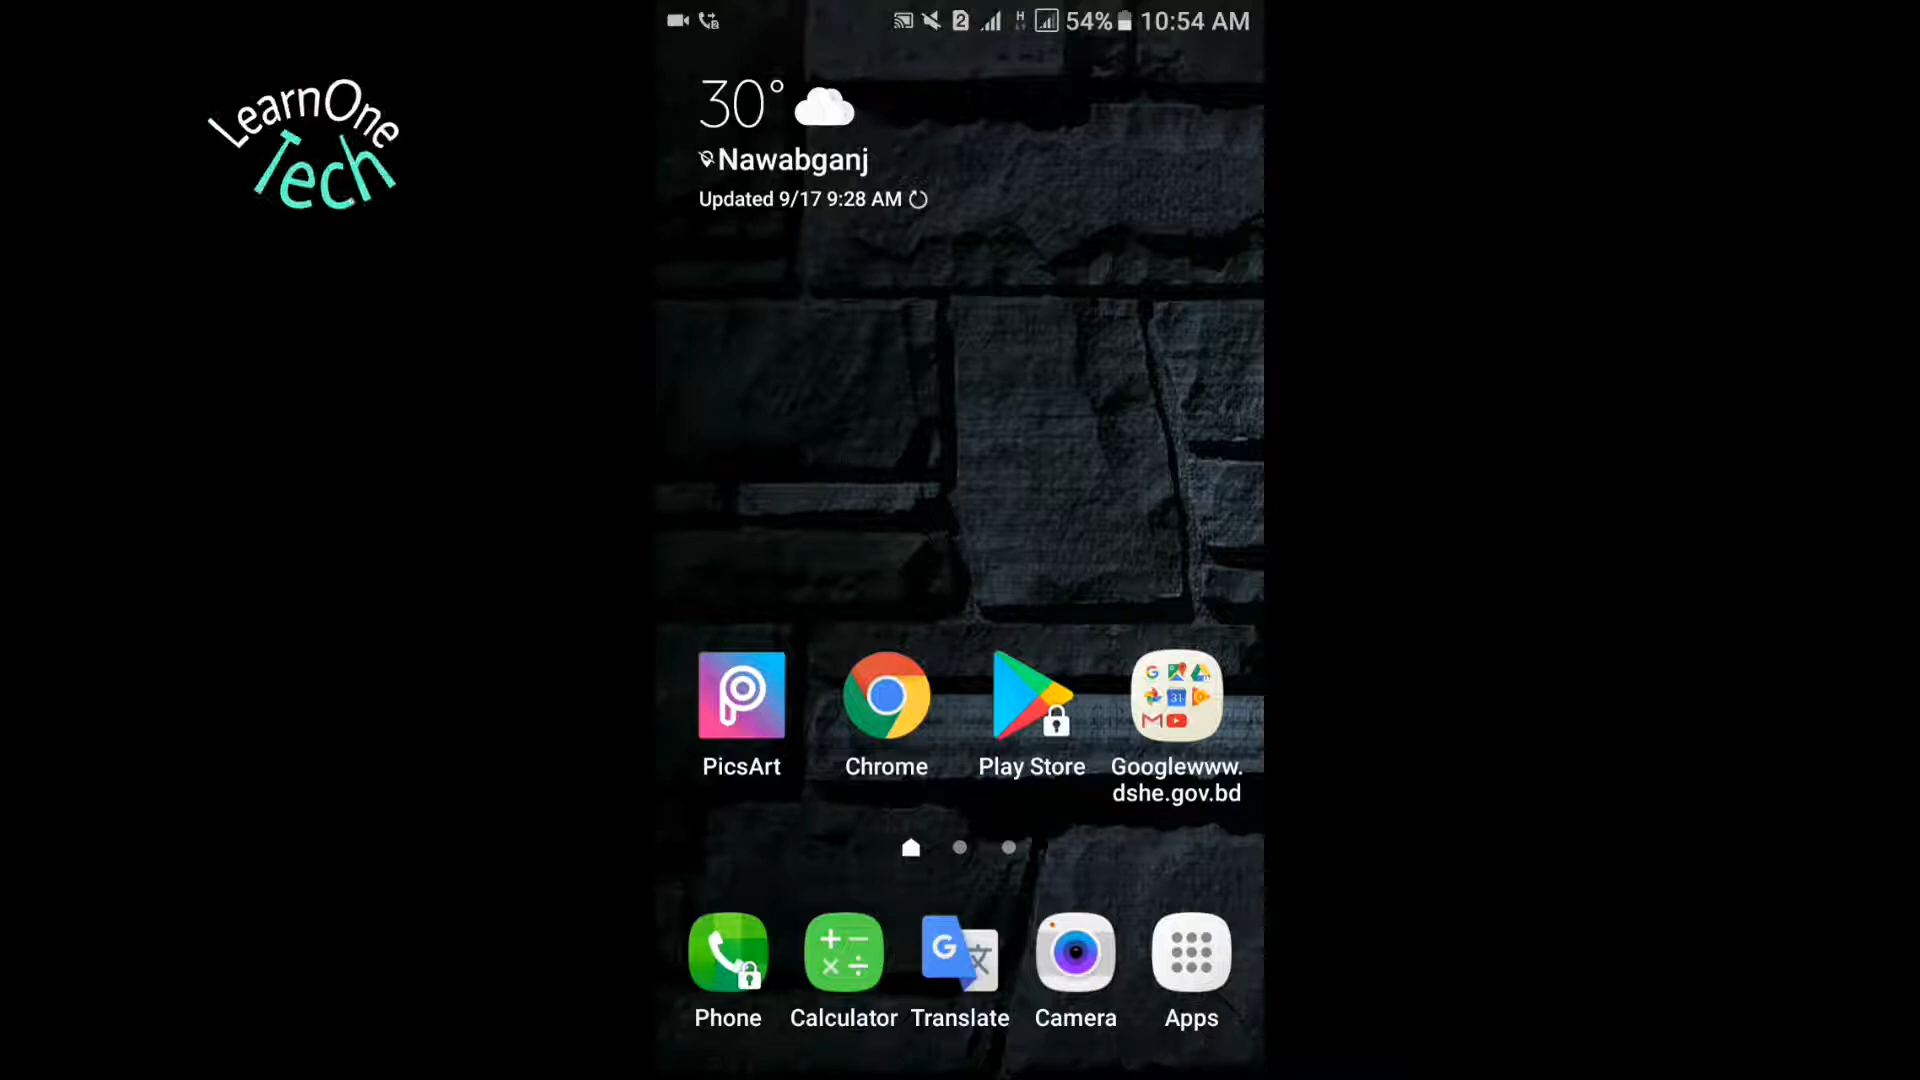 LearnOne
Tech
2
54%
10:54 AM
30°
Nawabganj
Updated 9/17 9:28 AM
PicsArt
Chrome
Play Store
Googlewww.
dshe.gov.bd
Phone
Calculator
Translate
Camera
Apps